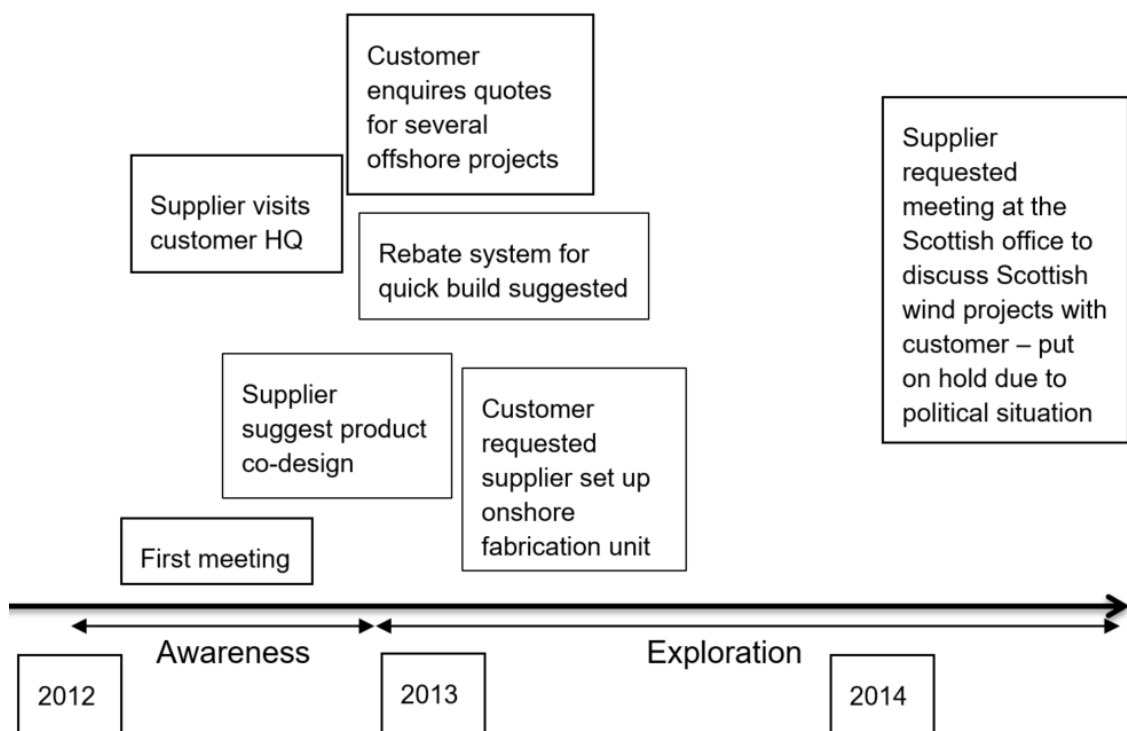 Customer
enquires quotes
for several
offshore projects
Supplier
requested
meeting at the
Scottish office to
discuss Scottish
wind projects with
customer – put
on hold due to
political situation
Supplier visits
customer HQ
Rebate system for
quick build suggested
Supplier
suggest product
co-design
Customer
requested
supplier set up
onshore
fabrication unit
First meeting
Awareness
Exploration
2012
2013
2014